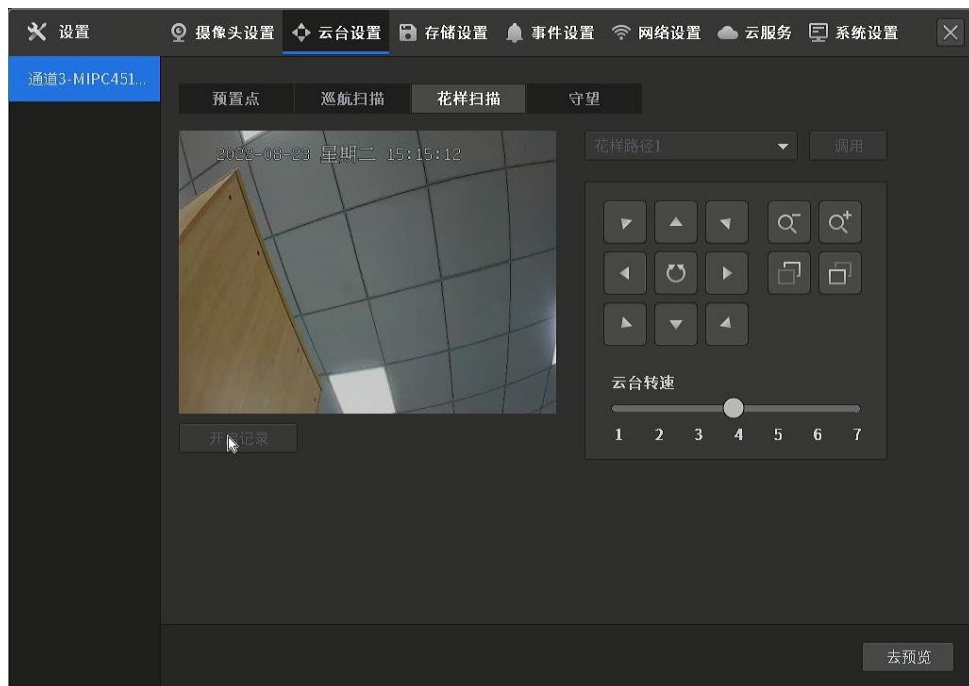 设置 摄像头设置 云台设置 存储设置 事件设置 网络设置 云服务 系统设置
通道3-MIPC451...
预置点 巡航扫描 花样扫描 守望
2022-08-23 星期二 15:15:12
花样路径1 调用
云台转速
1 2 3 4 5 6 7
开启记录
去预览